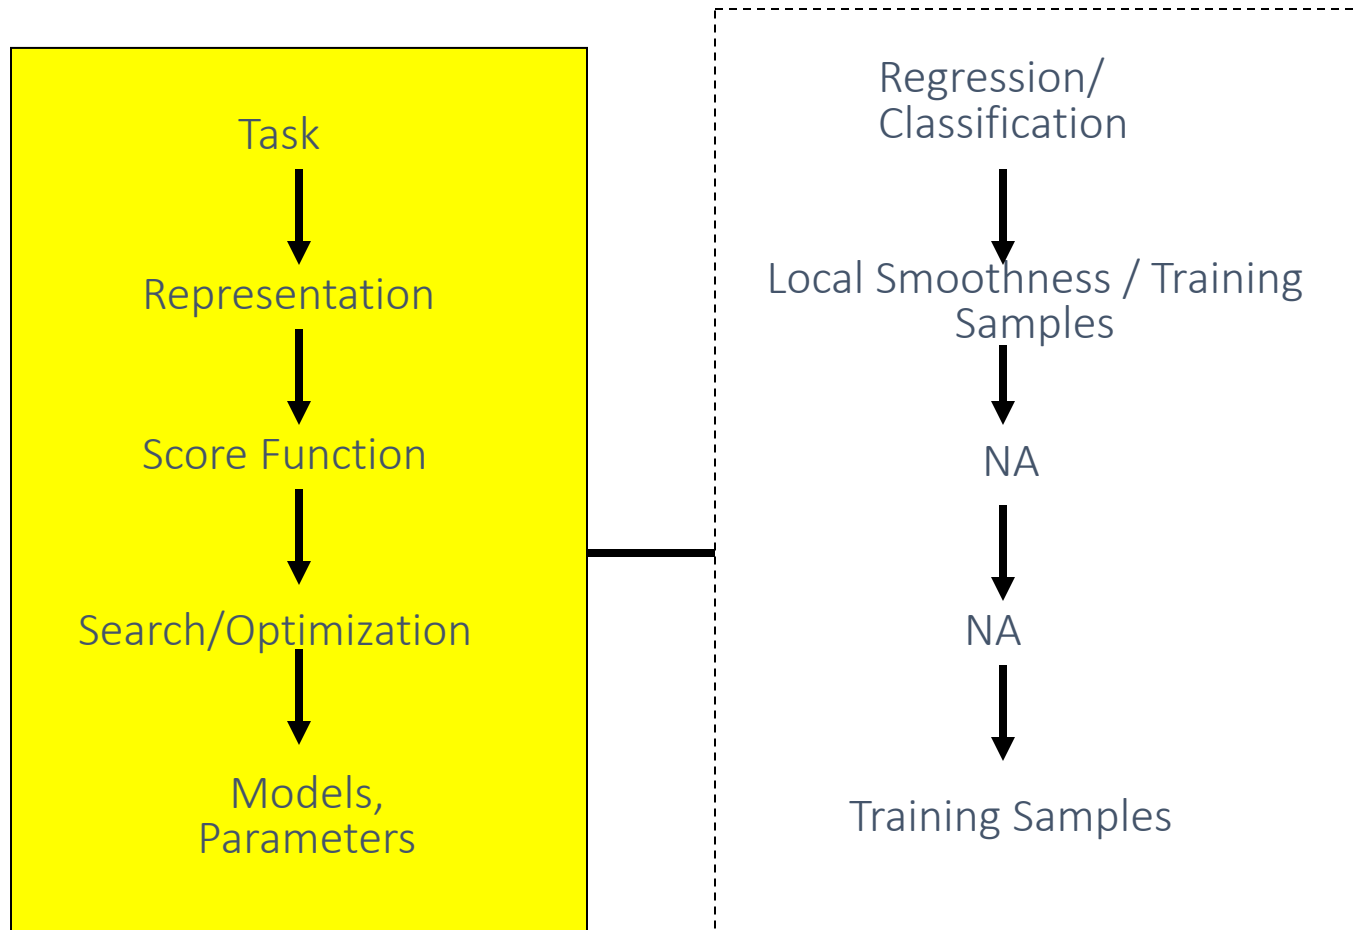 Task
Representation
Score Function
Search/Optimization
Models,
Parameters
Regression/
Classification
Local Smoothness / Training
Samples
NA
NA
Training Samples